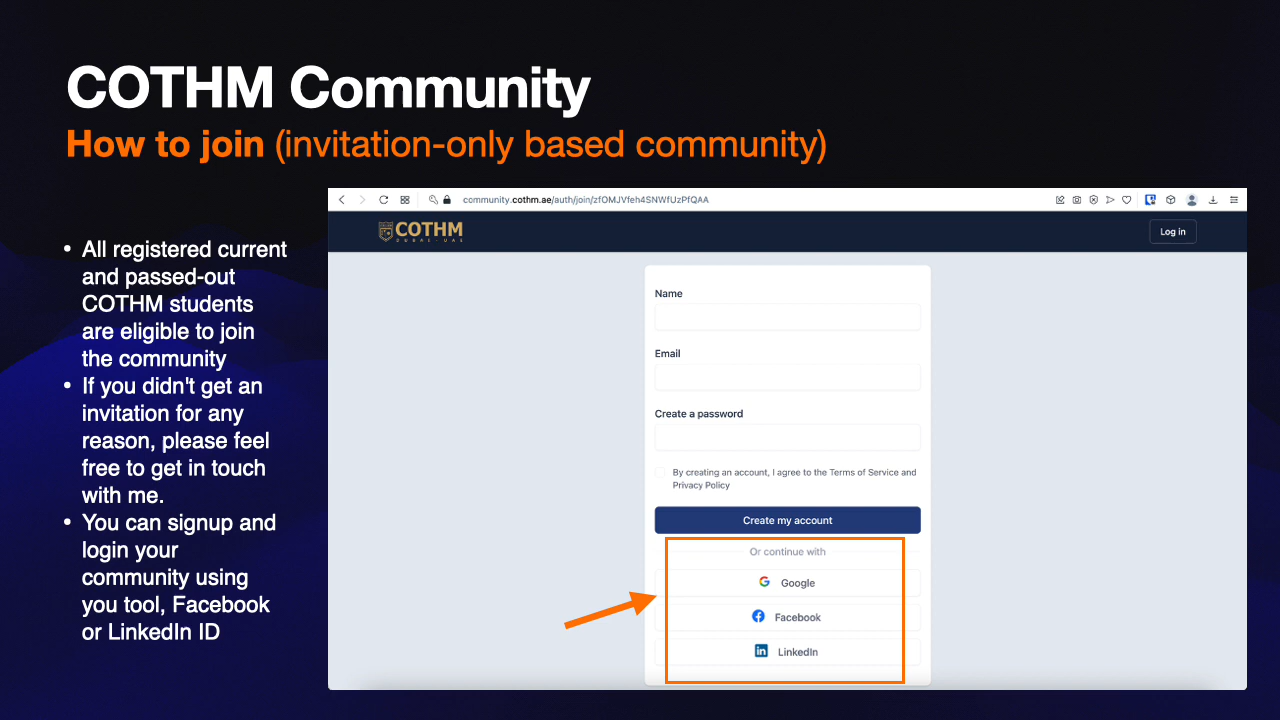 COTHM Community
How to join (invitation-only based community)
• All registered current
and passed-out
COTHM students
are eligible to join
the community
• If you didn't get an
invitation for any
reason, please feel
free to get in touch
with me.
• You can signup and
login your
community using
you tool, Facebook
or LinkedIn ID
community.cothm.ae/auth/join/zfOMJVfeh4SNWfUzPfQAA
COTHM
DUBAI - UAE
Log in
Name
Email
Create a password
By creating an account, I agree to the Terms of Service and
Privacy Policy
Create my account
Or continue with
Google
Facebook
LinkedIn